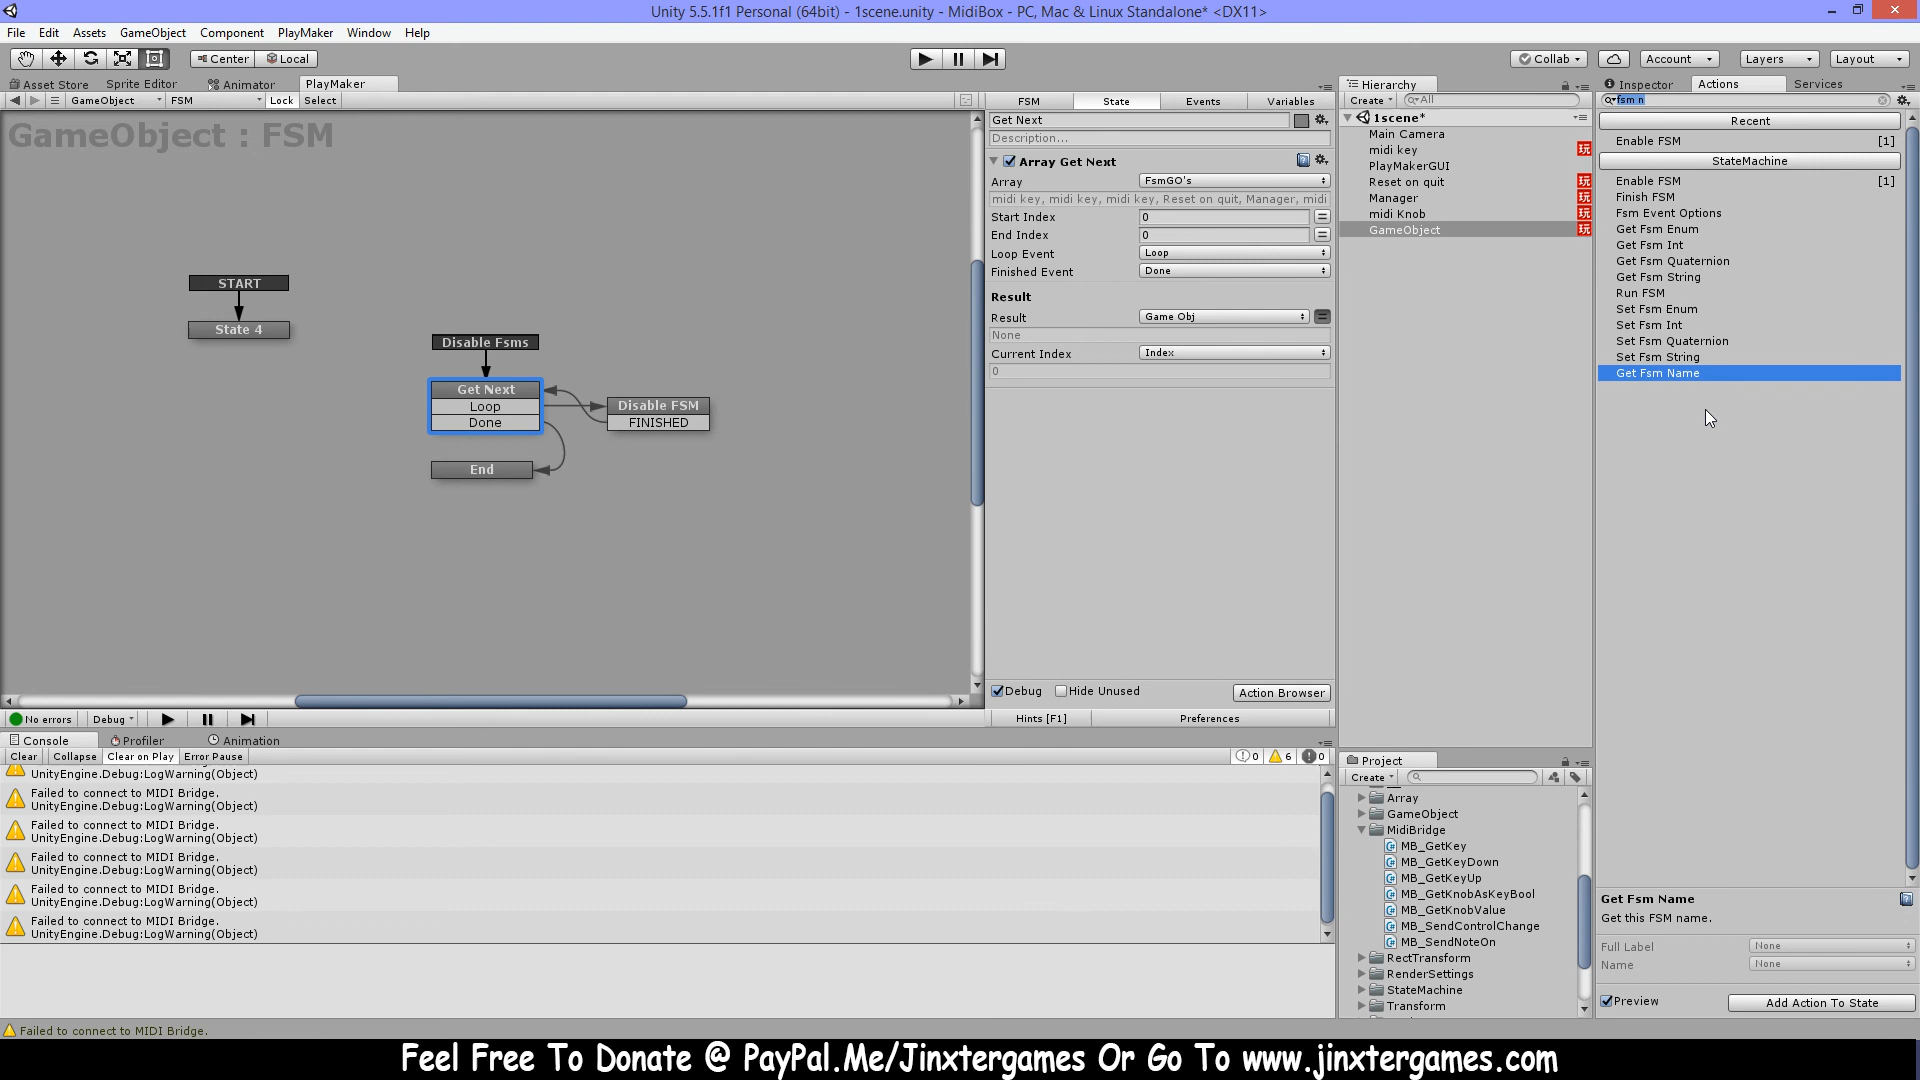 Unity 5.5.1f1 Personal (64bit) - 1scene.unity - MidiBox - PC, Mac & Linux Standalone* <DX11>
File Edit Assets GameObject Component PlayMaker Window Help
Center Local Collab Account Layers Layout
Asset Store Sprite Editor Animator PlayMaker
GameObject FSM Lock Select
GameObject : FSM
START
State 4
Disable Fsms
Get Next
Loop
Done
Disable FSM
FINISHED
End
FSM State Events Variables
Get Next
Description...
Array Get Next
Array FsmGO's
midi key, midi key, midi key, Reset on quit, Manager, midi
Start Index 0
End Index 0
Loop Event Loop
Finished Event Done
Result
Result Game Obj
None
Current Index Index
0
Debug Hide Unused Action Browser
Hints [F1] Preferences
No errors Debug
Hierarchy
Create All
1scene*
Main Camera
midi key 玩
PlayMakerGUI
Reset on quit 玩
Manager 玩
midi Knob 玩
GameObject 玩
Inspector Actions Services
fsm n
Recent
Enable FSM [1]
StateMachine
Enable FSM [1]
Finish FSM
Fsm Event Options
Get Fsm Enum
Get Fsm Int
Get Fsm Quaternion
Get Fsm String
Run FSM
Set Fsm Enum
Set Fsm Int
Set Fsm Quaternion
Set Fsm String
Get Fsm Name
Get Fsm Name
Get this FSM name.
Full Label None
Name None
Preview Add Action To State
Console Profiler Animation
Clear Collapse Clear on Play Error Pause 0 6 0
UnityEngine.Debug:LogWarning(Object)
Failed to connect to MIDI Bridge.
UnityEngine.Debug:LogWarning(Object)
Failed to connect to MIDI Bridge.
UnityEngine.Debug:LogWarning(Object)
Failed to connect to MIDI Bridge.
UnityEngine.Debug:LogWarning(Object)
Failed to connect to MIDI Bridge.
UnityEngine.Debug:LogWarning(Object)
Failed to connect to MIDI Bridge.
UnityEngine.Debug:LogWarning(Object)
Project
Create
Array
GameObject
MidiBridge
MB_GetKey
MB_GetKeyDown
MB_GetKeyUp
MB_GetKnobAsKeyBool
MB_GetKnobValue
MB_SendControlChange
MB_SendNoteOn
RectTransform
RenderSettings
StateMachine
Transform
Failed to connect to MIDI Bridge.
Feel Free To Donate @ PayPal.Me/Jinxtergames Or Go To www.jinxtergames.com